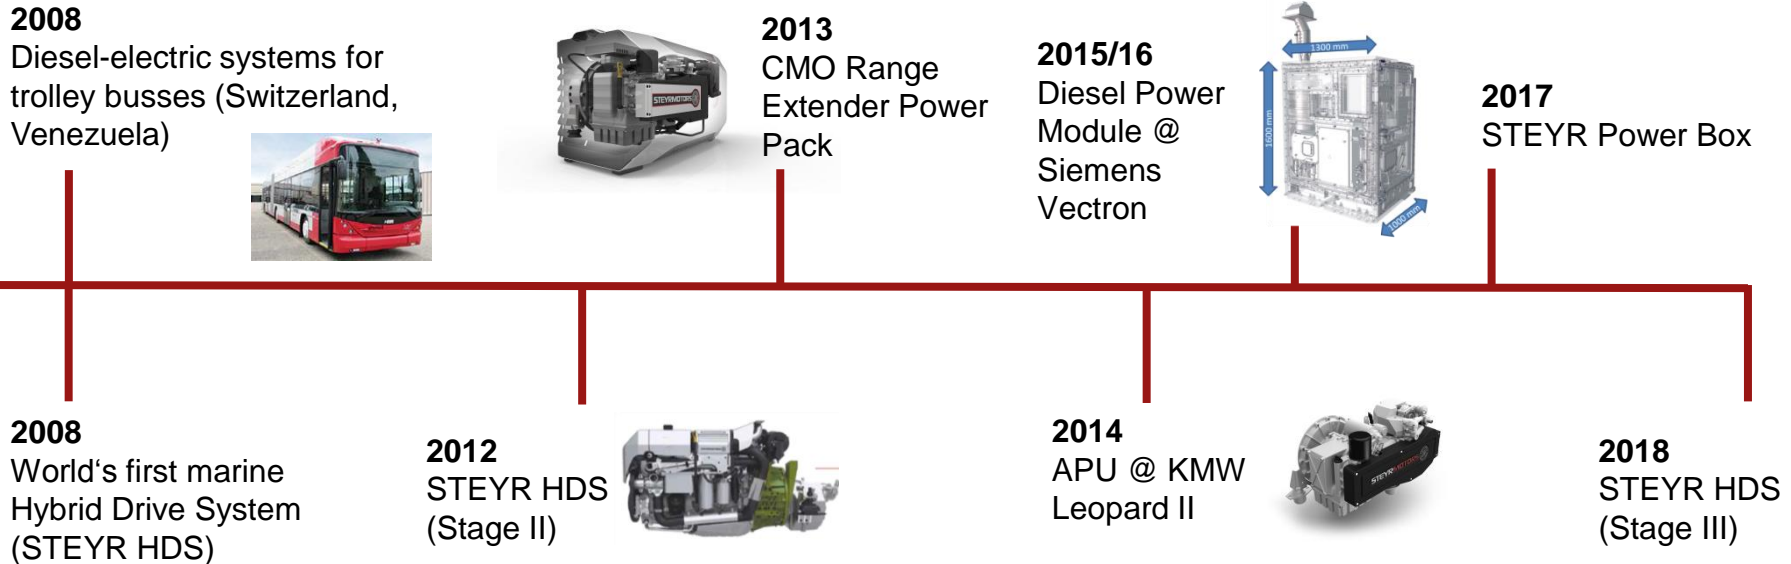 2008
Diesel-electric systems for
trolley busses (Switzerland,
Venezuela)
STEYRMOTORS
2013
CMO Range
Extender Power
Pack
2015/16
Diesel Power
Module @
Siemens
Vectron
1300 mm
1600 mm
1000 mm
2017
STEYR Power Box
2008
World‘s first marine
Hybrid Drive System
(STEYR HDS)
2012
STEYR HDS
(Stage II)
2014
APU @ KMW
Leopard II
STEYRMOTORS
2018
STEYR HDS
(Stage III)